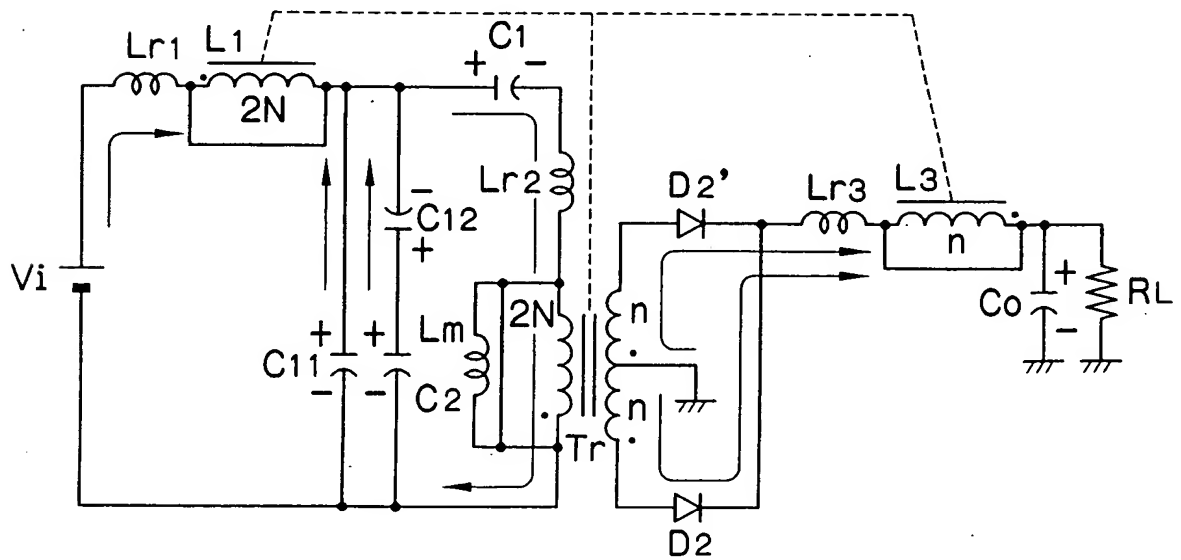 Lr1
L1
2N
C1
+
-
Lr2
-
C12
+
Vi
+
C11
-
+
-
C2
Lm
2N
Tr
n
n
D2'
D2
Lr3
L3
n
+
Co
-
RL